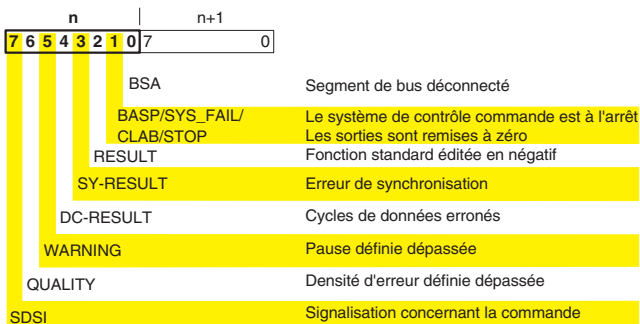 n n+1
7 6 5 4 3 2 1 0 7 0
BSA Segment de bus déconnecté
BASP/SYS_FAIL/ Le système de contrôle commande est à l'arrêt
CLAB/STOP Les sorties sont remises à zéro
RESULT Fonction standard éditée en négatif
SY-RESULT Erreur de synchronisation
DC-RESULT Cycles de données erronés
WARNING Pause définie dépassée
QUALITY Densité d'erreur définie dépassée
SDSI Signalisation concernant la commande